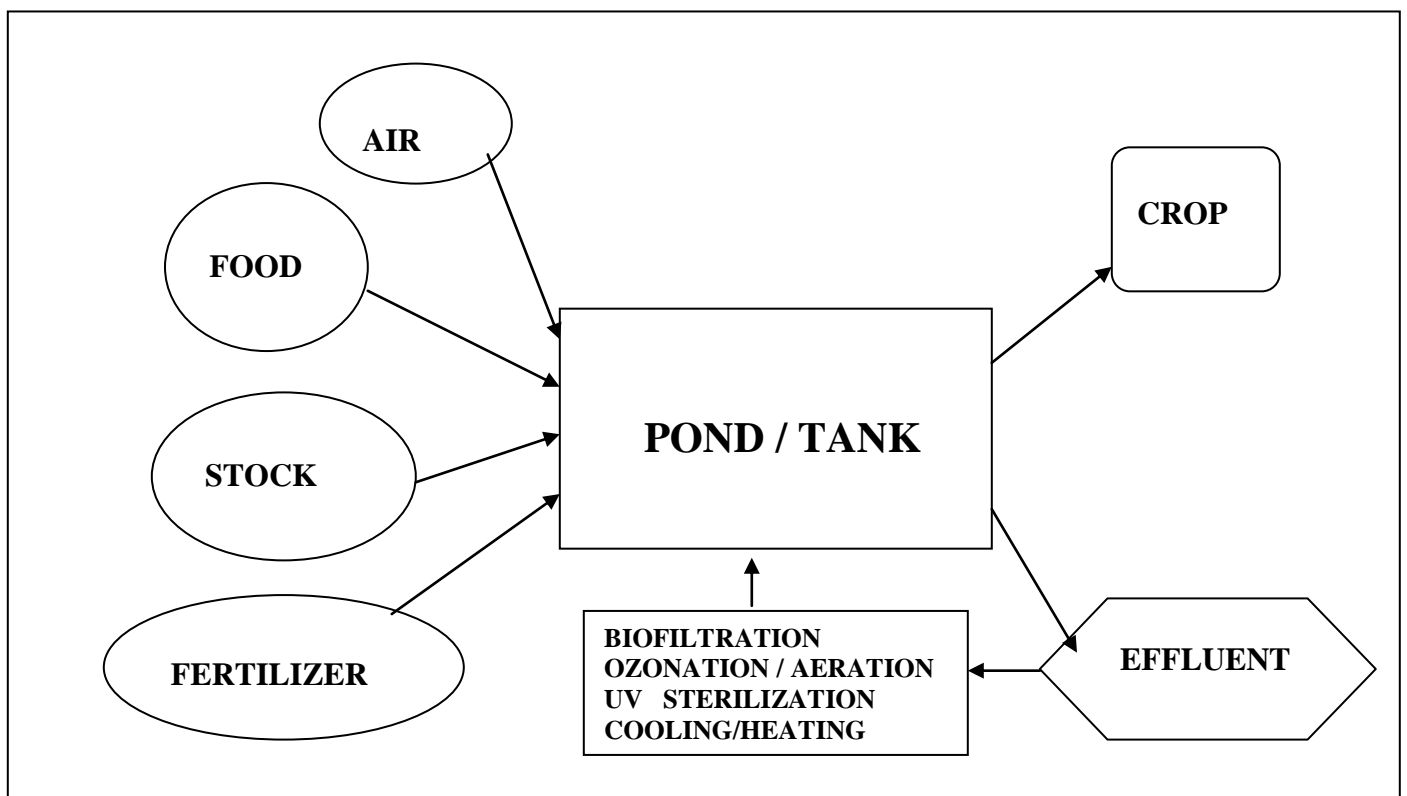 AIR
CROP
FOOD
POND / TANK
STOCK
BIOFILTRATION
OZONATION / AERATION
UV STERILIZATION
COOLING/HEATING
EFFLUENT
FERTILIZER